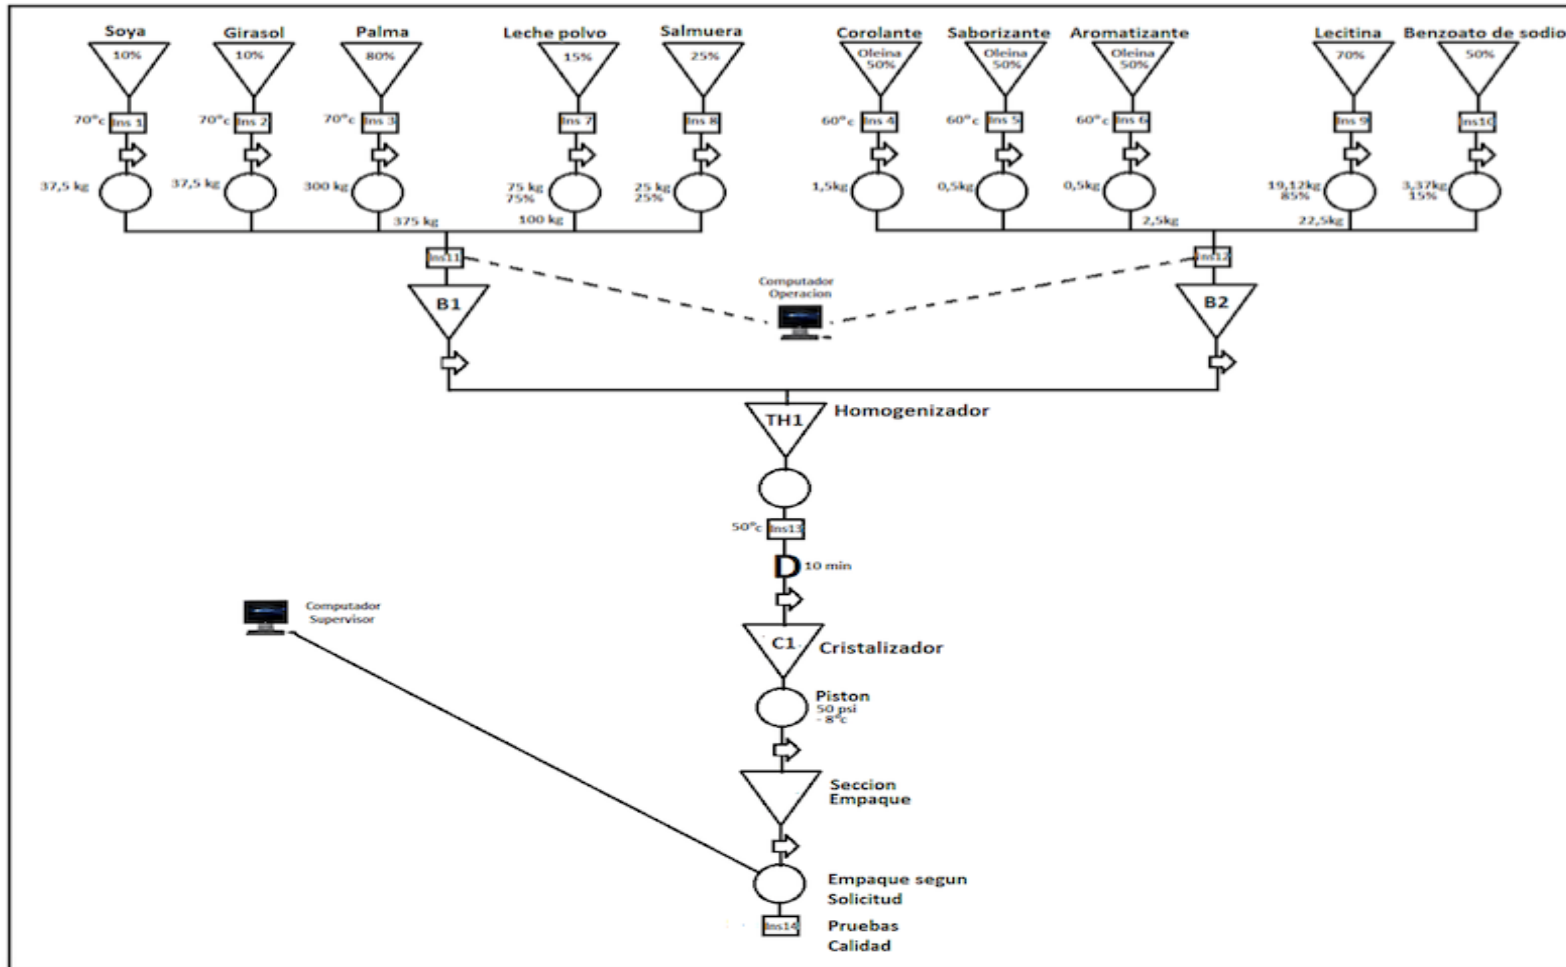 Soya
Girasol
Palma
Leche polvo
Salmuera
Corolante
Saborizante
Aromatizante
Lecitina
Benzoato de sodio
10%
10%
80%
15%
25%
Oleina
50%
Oleina
50%
Oleina
50%
70%
50%
70°c
Ins 1
70°c
Ins 2
70°c
Ins 3
Ins 7
Ins 8
60°c
Ins 4
60°c
Ins 5
60°c
Ins 6
Ins 9
Ins10
37,5 kg
37,5 kg
300 kg
75 kg
75%
25 kg
25%
1,5kg
0,5kg
0,5kg
19,12kg
85%
3,37kg
15%
375 kg
100 kg
2,5kg
22,5kg
Ins11
Ins12
Computador
Operacion
B1
B2
TH1
Homogenizador
50°c
Ins13
D
10 min
Computador
Supervisor
C1
Cristalizador
Piston
50 psi
- 8°c
Seccion
Empaque
Empaque segun
Solicitud
Ins14
Pruebas
Calidad